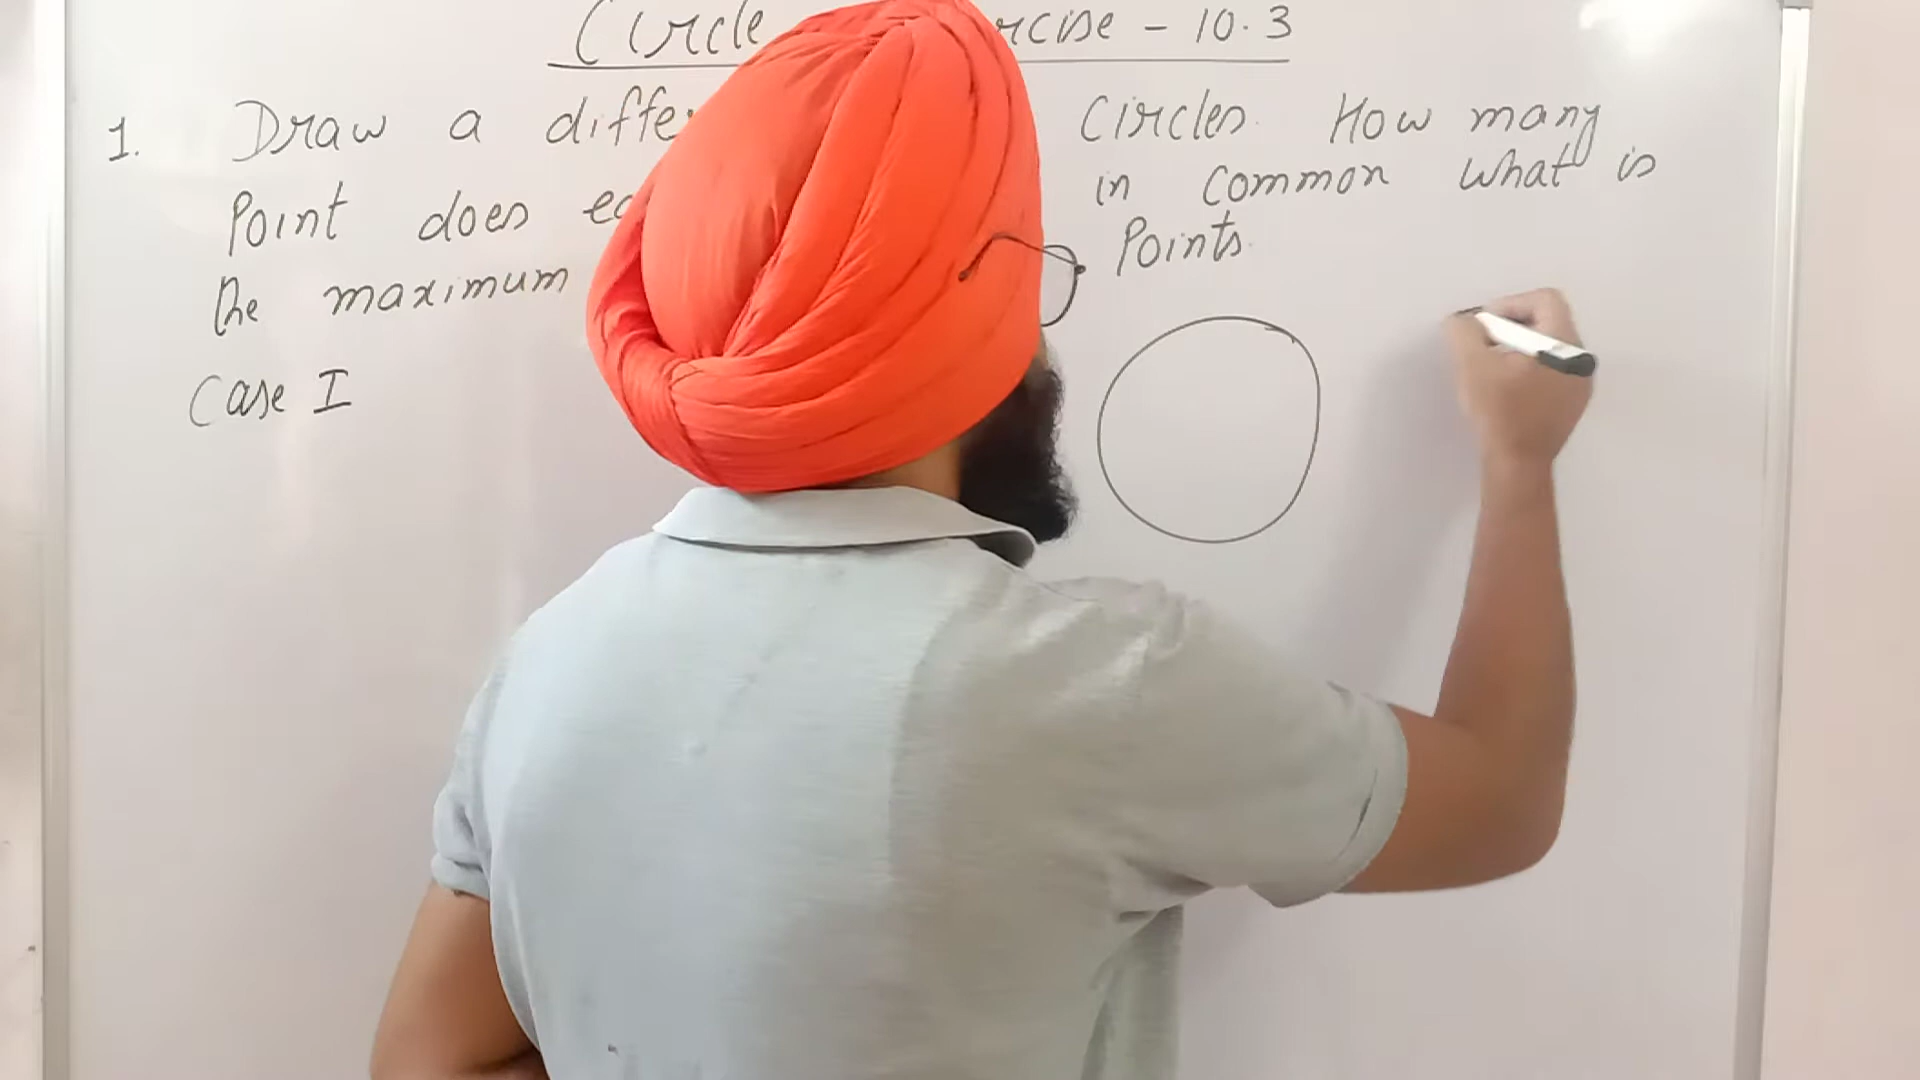 Circle rcise - 10.3
1. Draw a diffe Circles. How many
Point does ea in common what is
the maximum Points.
Case I